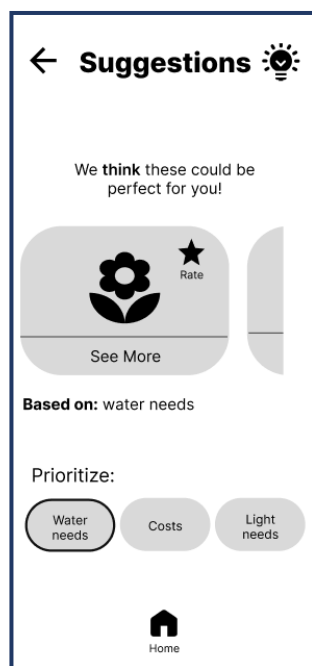 Suggestions
We think these could be
perfect for you!
Rate
See More
Based on: water needs
Prioritize:
Water
needs
Costs
Light
needs
Home